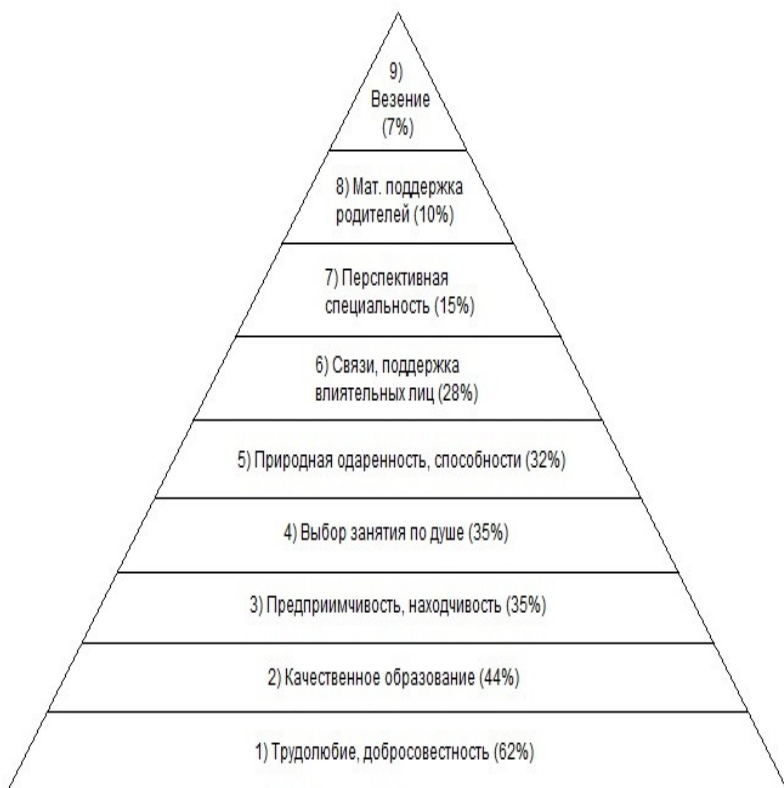 9)
Везение
(7%)
8) Мат. поддержка
родителей (10%)
7) Перспективная
специальность (15%)
6) Связи, поддержка
влиятельных лиц (28%)
5) Природная одаренность, способности (32%)
4) Выбор занятия по душе (35%)
3) Предприимчивость, находчивость (35%)
2) Качественное образование (44%)
1) Трудолюбие, добросовестность (62%)